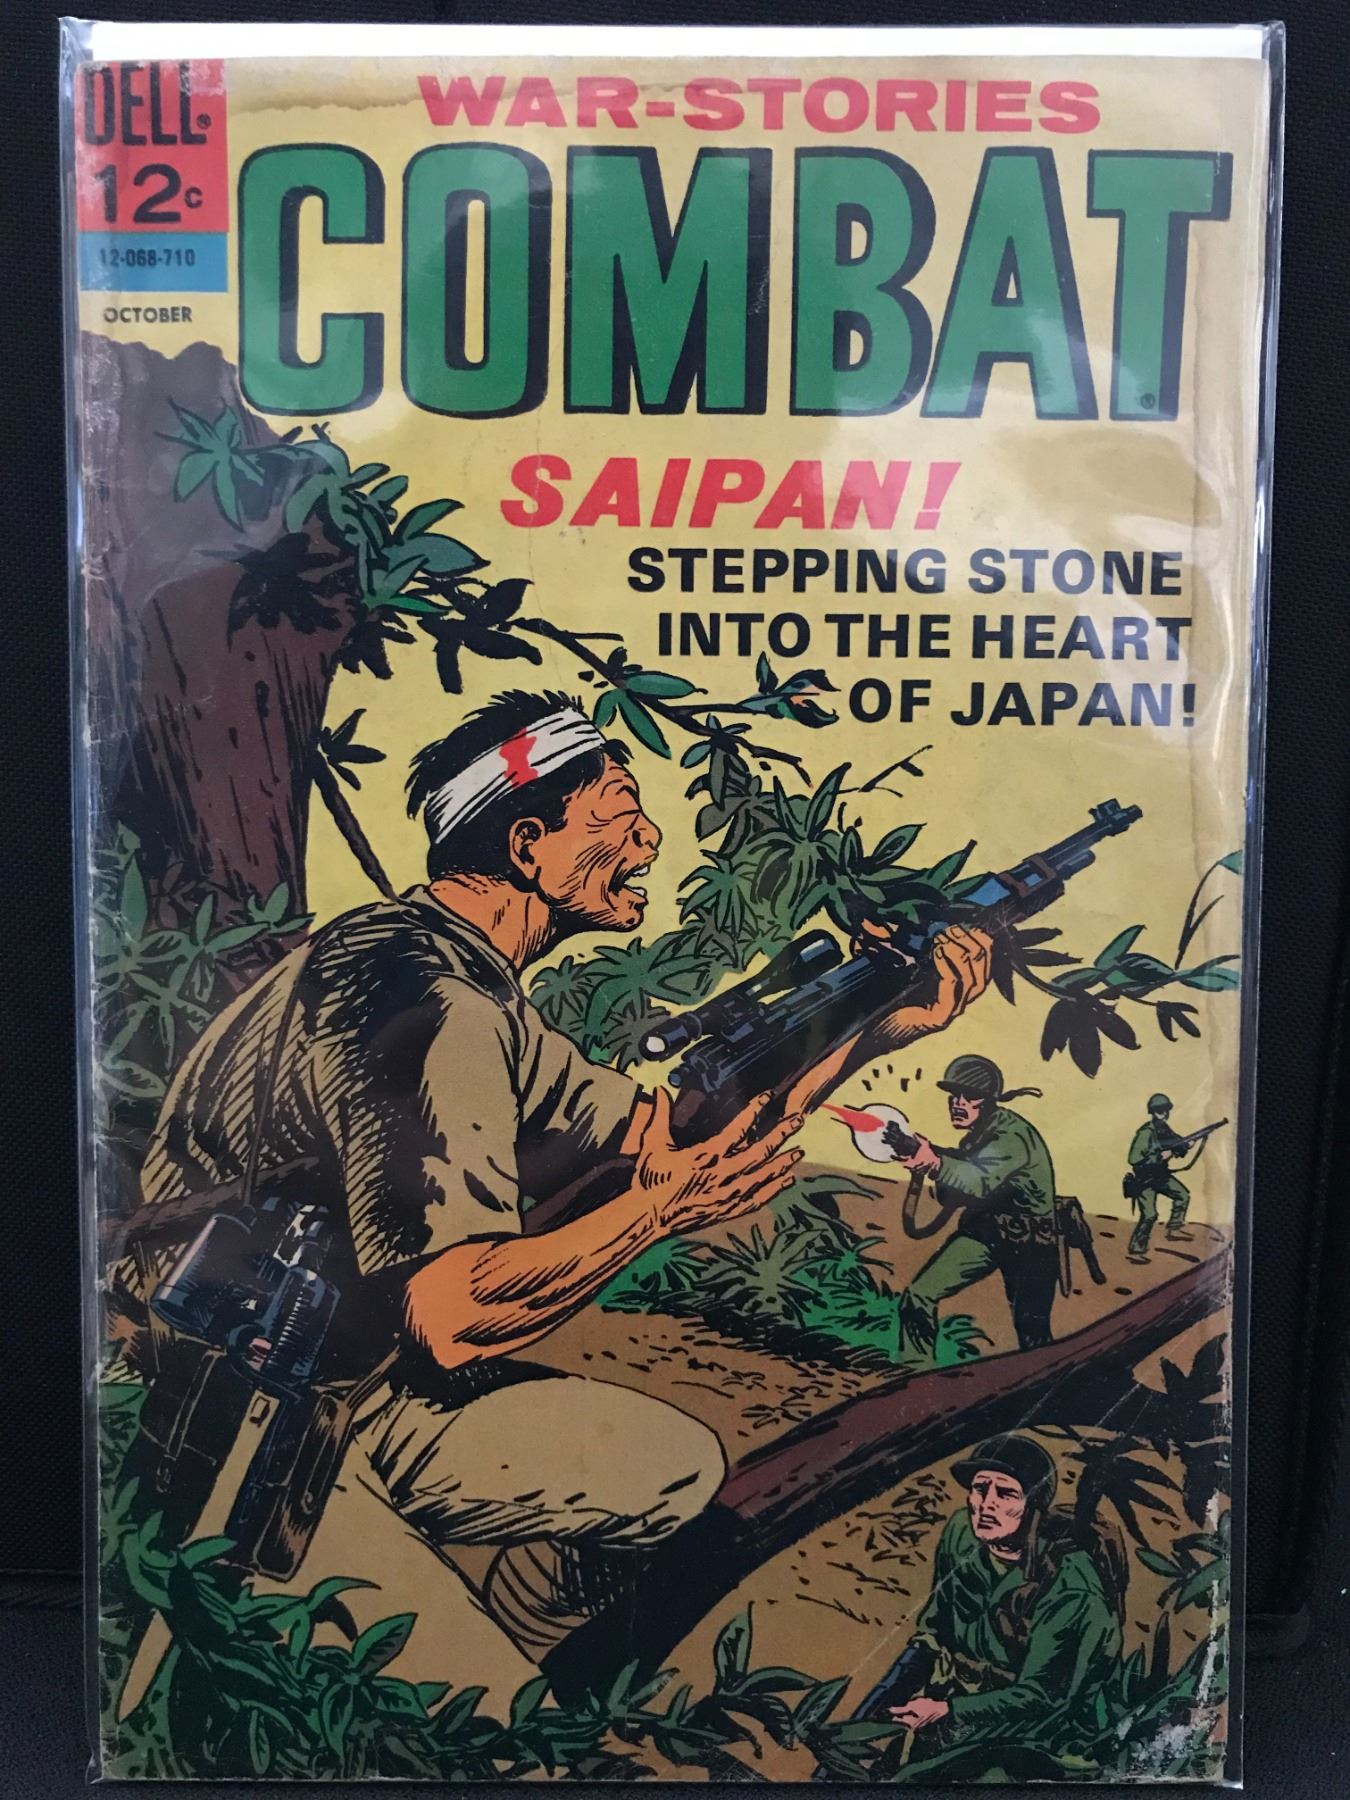 DELL®
12c
12-068-710
OCTOBER
WAR-STORIES
COMBAT®
SAIPAN!
STEPPING STONE
INTO THE HEART
OF JAPAN!